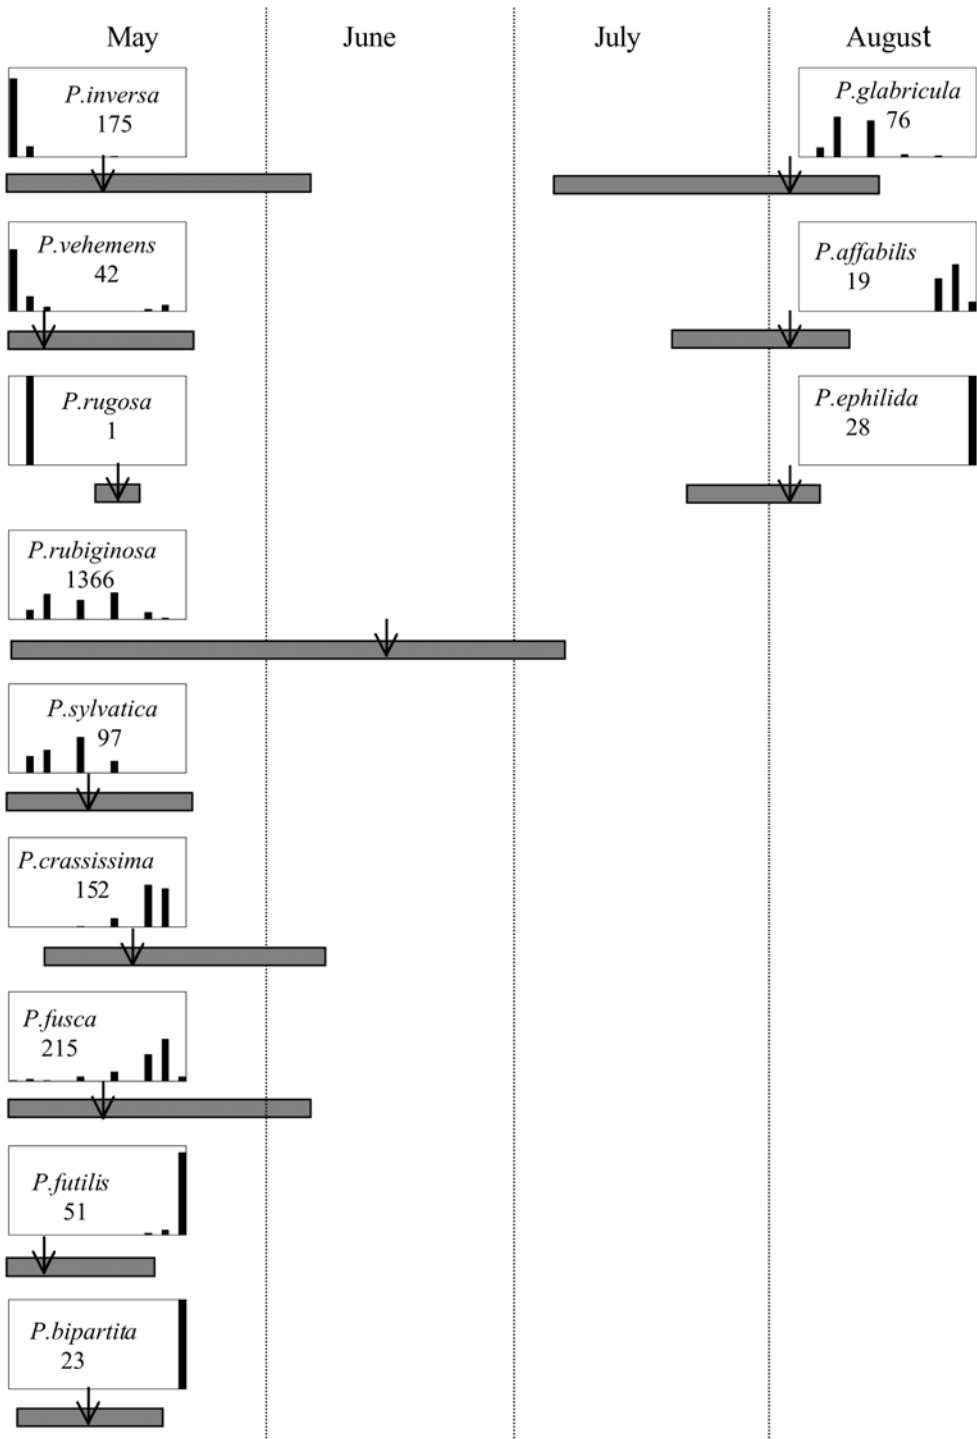 May June July August
P.inversa
175
P.glabricula
76
P.vehemens
42
P.affabilis
19
P.rugosa
1
P.ephilida
28
P.rubiginosa
1366
P.sylvatica
97
P.crassissima
152
P.fusca
215
P.futilis
51
P.bipartita
23